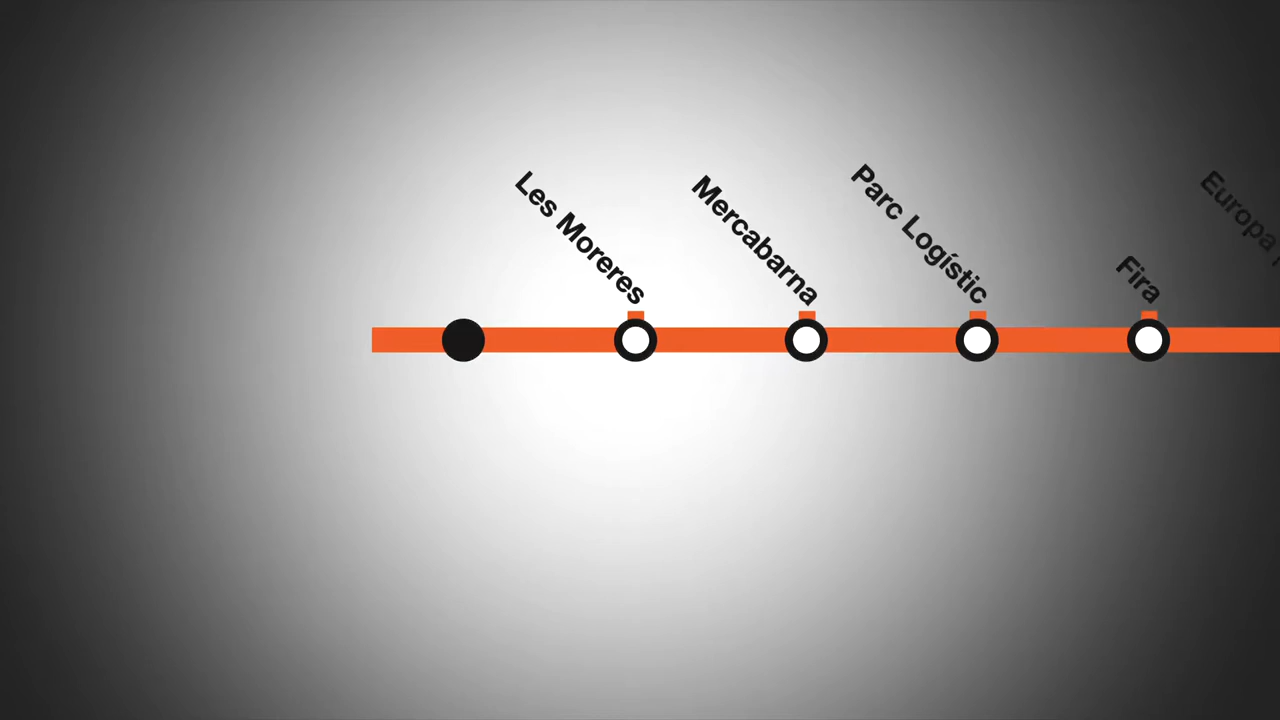 Les Moreres
Mercabarna
Parc Logístic
Fira
Europa